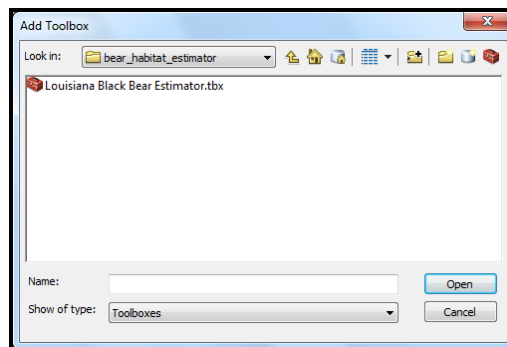 Add Toolbox
Look in: bear_habitat_estimator
Louisiana Black Bear Estimator.tbx
Name: Open
Show of type: Toolboxes Cancel